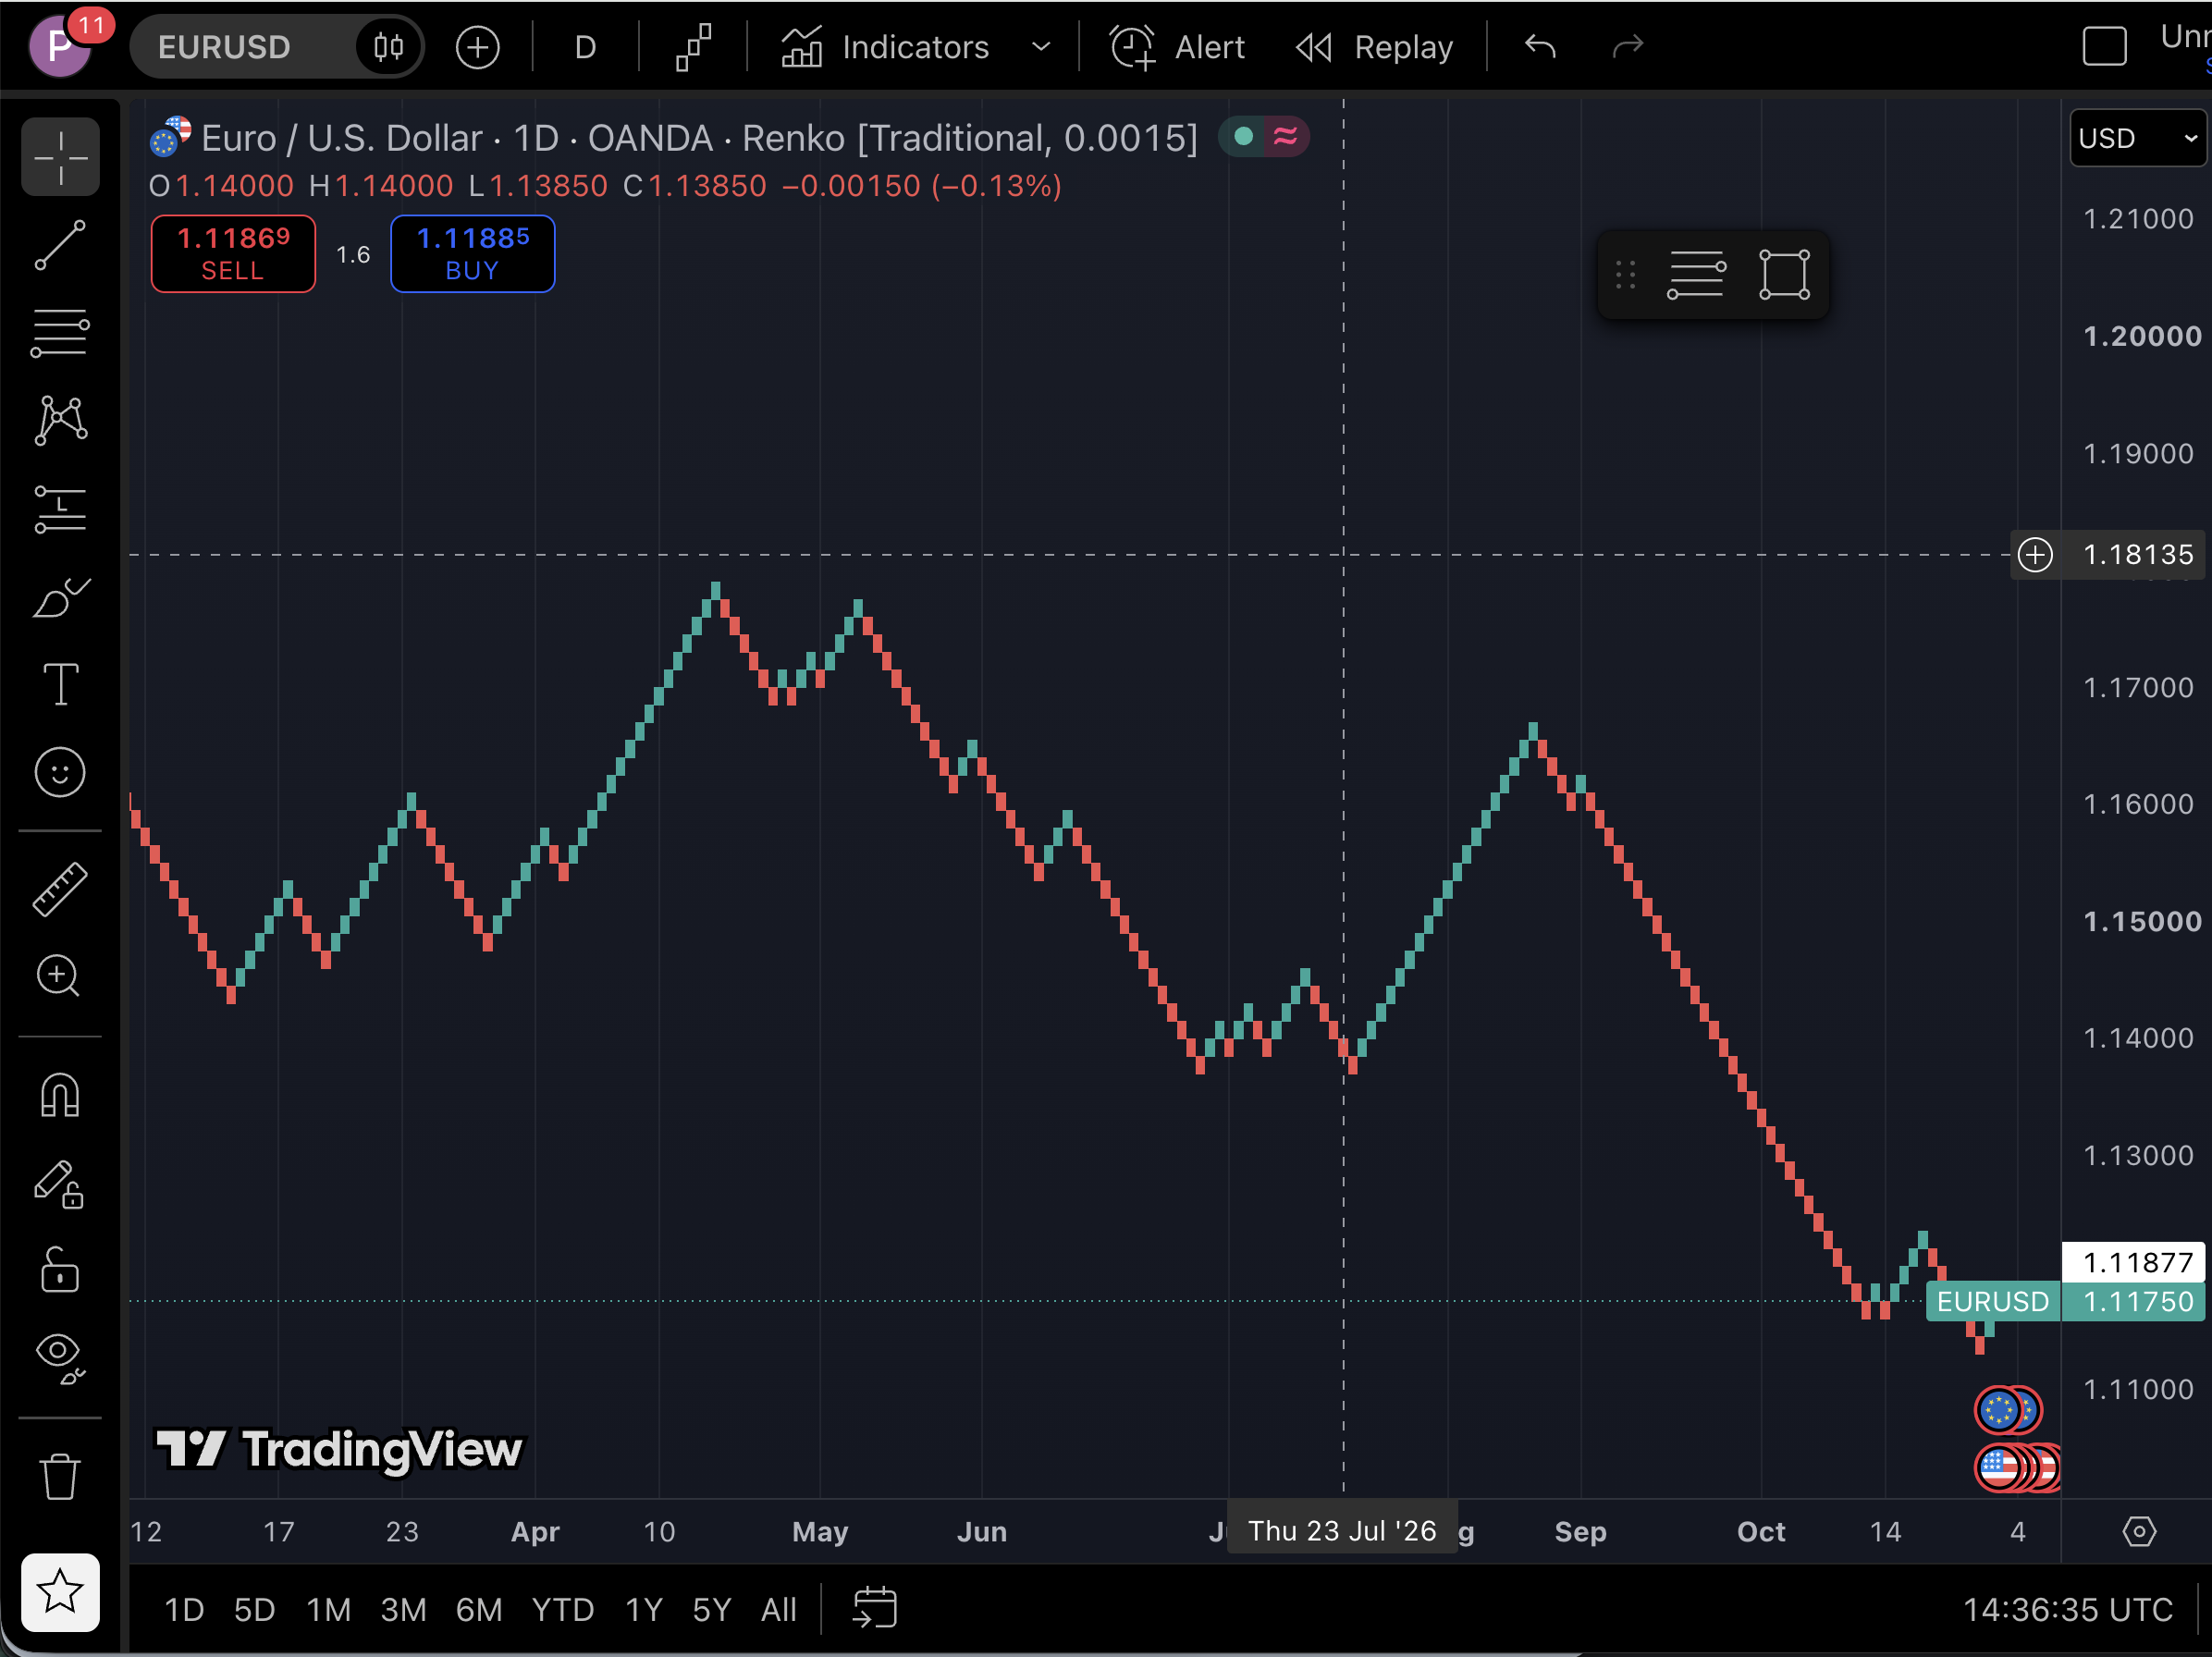 P 11 EURUSD D Indicators Alert Replay
Euro / U.S. Dollar · 1D · OANDA · Renko [Traditional, 0.0015] USD
O1.14000 H1.14000 L1.13850 C1.13850 −0.00150 (−0.13%)
1.11869 1.6 1.11885
SELL BUY
1.21000
1.20000
1.19000
1.18135
1.17000
1.16000
1.15000
1.14000
1.13000
1.11877
EURUSD 1.11750
1.11000
TradingView
12 17 23 Apr 10 May Jun Thu 23 Jul '26 Sep Oct 14 4
1D 5D 1M 3M 6M YTD 1Y 5Y All 14:36:35 UTC